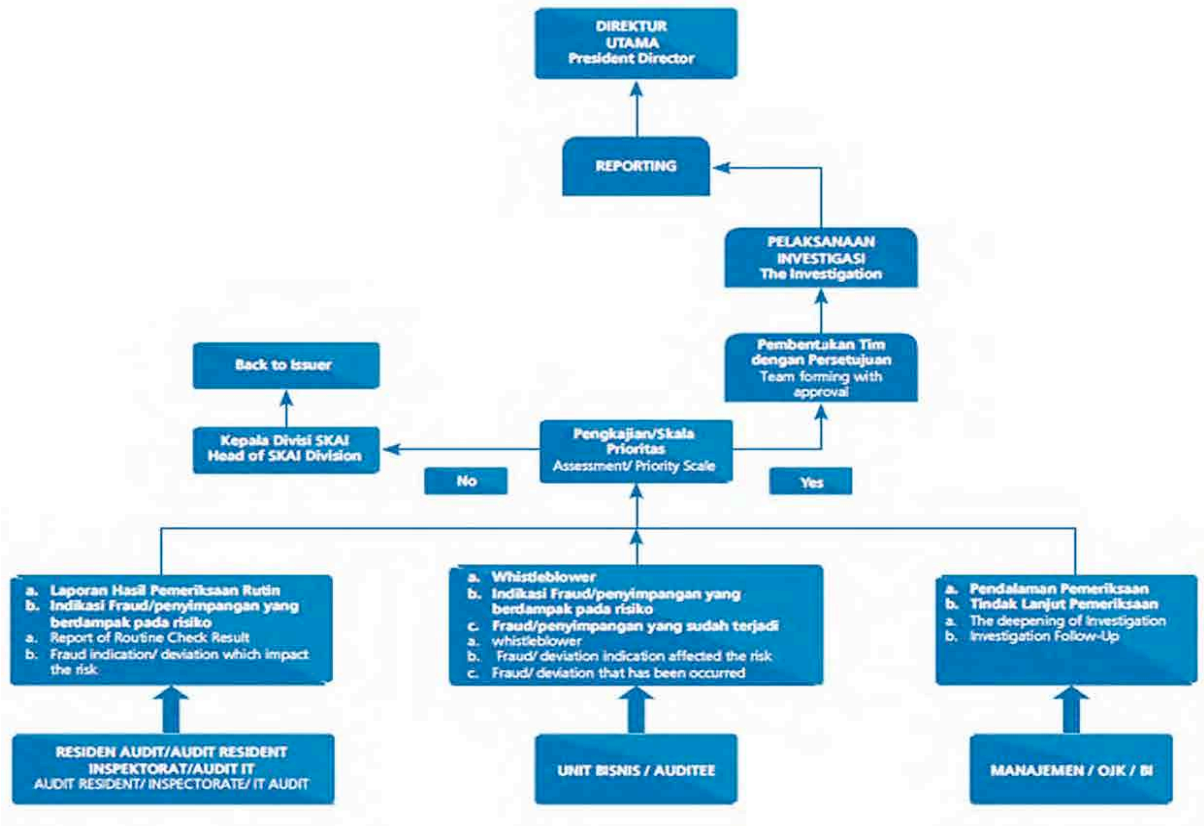 DIREKTUR
UTAMA
President Director
REPORTING
PELAKSANAAN
INVESTIGASI
The Investigation
Pembentukan Tim
dengan Persetujuan
Team forming with
approval
Back to Issuer
Kepala Divisi SKAI
Head of SKAI Division
Pengkajian/Skala
Prioritas
Assessment/ Priority Scale
No
Yes
a. Laporan Hasil Pemeriksaan Rutin
b. Indikasi Fraud/penyimpangan yang
berdampak pada risiko
a. Report of Routine Check Result
b. Fraud indication/ deviation which impact
the risk
a. Whistleblower
b. Indikasi Fraud/penyimpangan yang
berdampak pada risiko
c. Fraud/penyimpangan yang sudah terjadi
a. whistleblower
b. Fraud/ deviation indication affected the risk
c. Fraud/ deviation that has been occurred
a. Pendalaman Pemeriksaan
b. Tindak Lanjut Pemeriksaan
a. The deepening of Investigation
b. Investigation Follow-Up
RESIDEN AUDIT/AUDIT RESIDENT
INSPEKTORAT/AUDIT IT
AUDIT RESIDENT/ INSPECTORATE/ IT AUDIT
UNIT BISNIS / AUDITEE
MANAJEMEN / OJK / BI